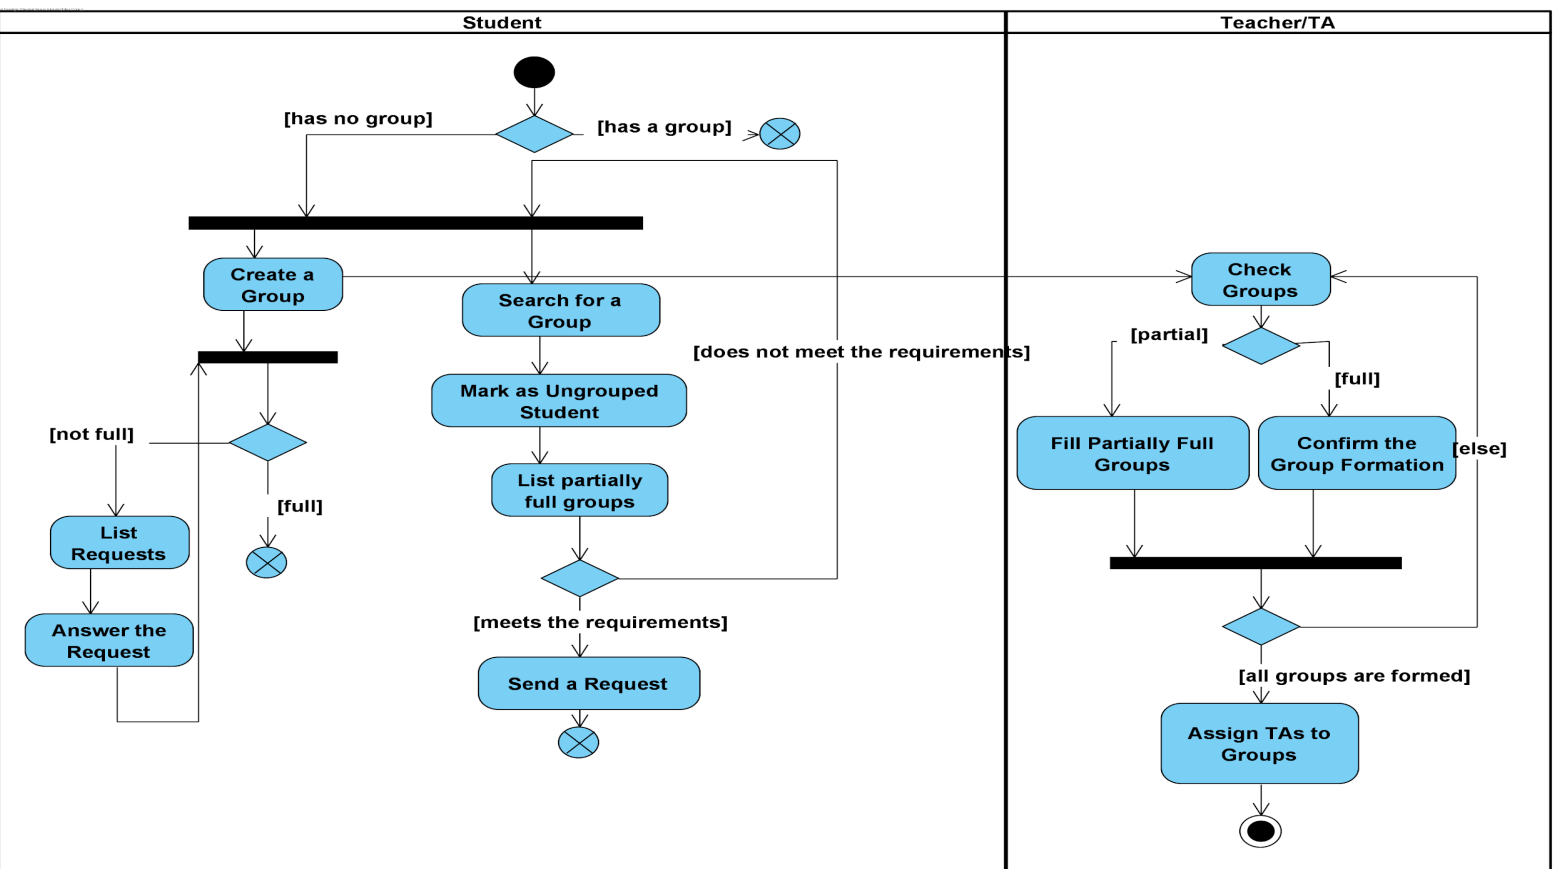 Student
Teacher/TA
[has no group]
[has a group]
Create a
Group
Search for a
Group
Check
Groups
[partial]
[does not meet the requirements]
[full]
Mark as Ungrouped
Student
[not full]
Fill Partially Full
Groups
Confirm the
Group Formation
[else]
List partially
full groups
[full]
List
Requests
[meets the requirements]
Answer the
Request
Send a Request
[all groups are formed]
Assign TAs to
Groups